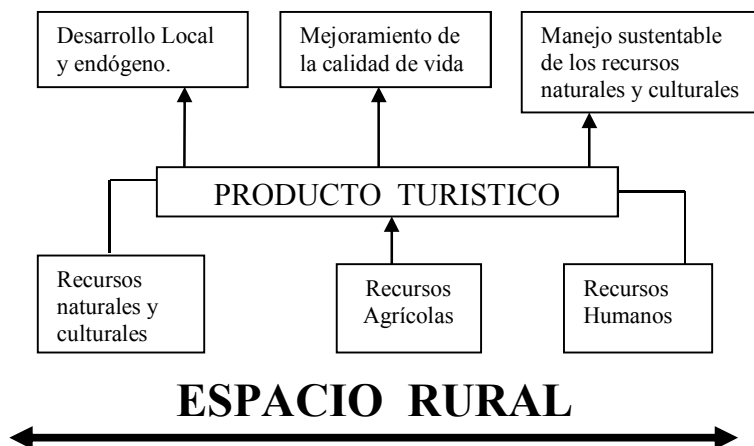 Desarrollo Local
y endógeno.
Mejoramiento de
la calidad de vida
Manejo sustentable
de los recursos
naturales y culturales
PRODUCTO TURISTICO
Recursos
naturales y
culturales
Recursos
Agrícolas
Recursos
Humanos
ESPACIO RURAL